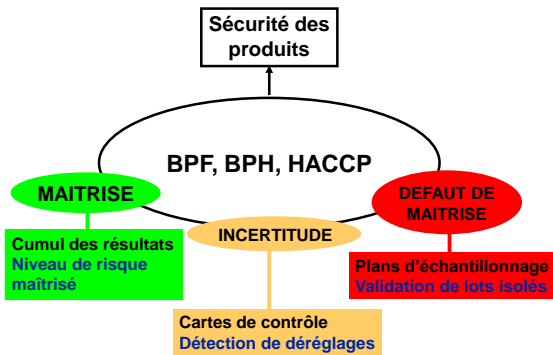 Sécurité des
produits
BPF, BPH, HACCP
MAITRISE
DEFAUT DE
MAITRISE
INCERTITUDE
Cumul des résultats
Niveau de risque
maîtrisé
Plans d'échantillonnage
Validation de lots isolés
Cartes de contrôle
Détection de déréglages